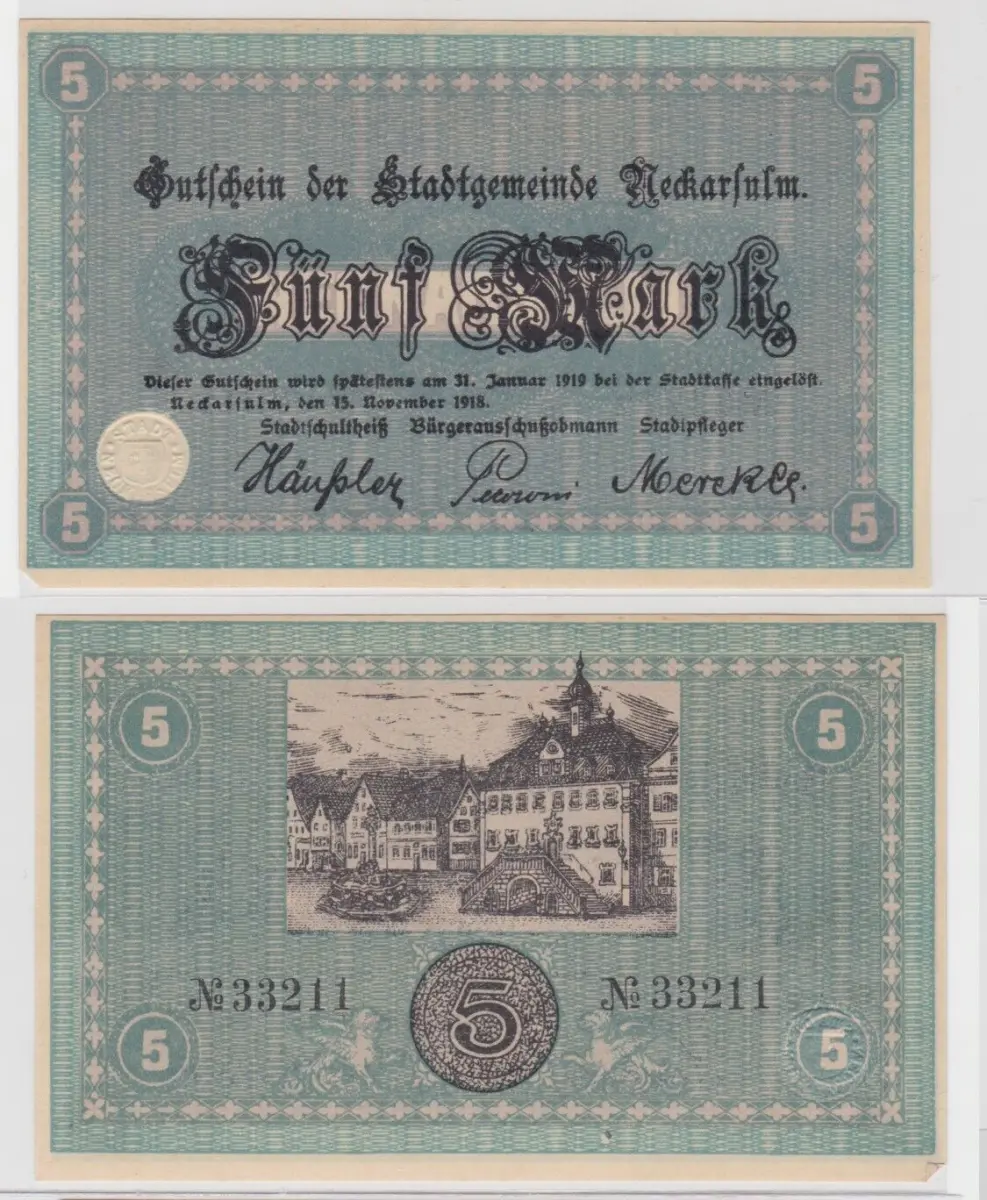 5 5
Gutschein der Stadtgemeinde Neckarsulm.
Fünf Mark
Dieser Gutschein wird spätestens am 31. Januar 1919 bei der Stadtkasse eingelöst.
Neckarsulm, den 15. November 1918.
Stadtschultheiß Bürgerausschußobmann Stadtpfleger
Häußler Merckle.
5 5
5 5
№ 33211 5 № 33211
5 5